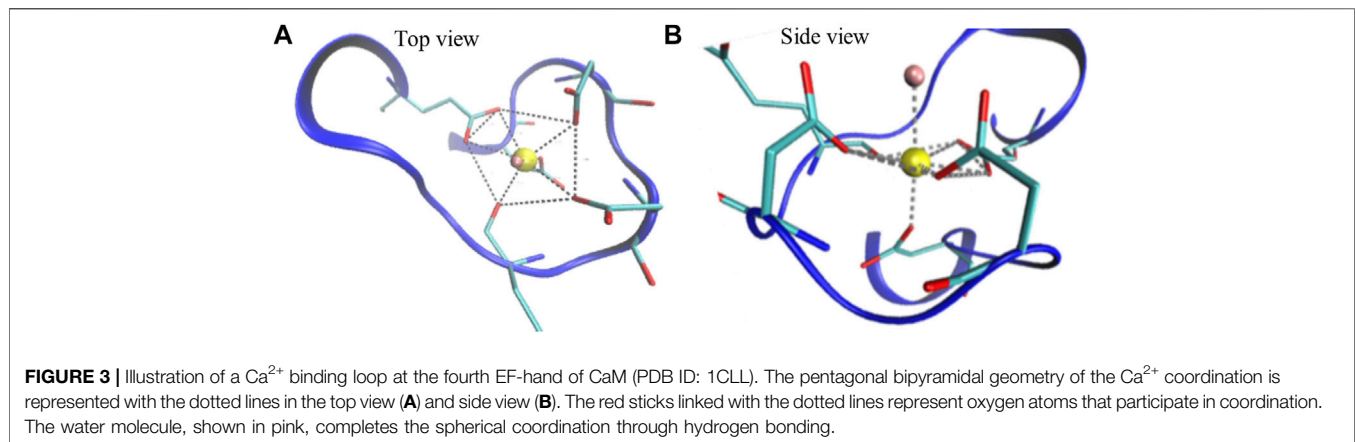 A
Top view
B
Side view
FIGURE 3 | Illustration of a Ca2+ binding loop at the fourth EF-hand of CaM (PDB ID: 1CLL). The pentagonal bipyramidal geometry of the Ca2+ coordination is
represented with the dotted lines in the top view (A) and side view (B). The red sticks linked with the dotted lines represent oxygen atoms that participate in coordination.
The water molecule, shown in pink, completes the spherical coordination through hydrogen bonding.